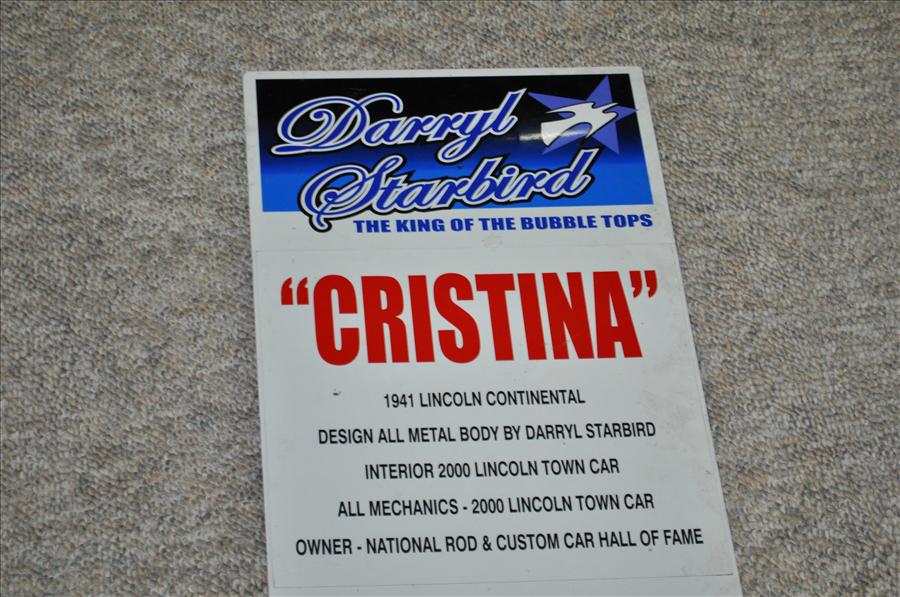 Darryl
Starbird
THE KING OF THE BUBBLE TOPS
“CRISTINA”
1941 LINCOLN CONTINENTAL
DESIGN ALL METAL BODY BY DARRYL STARBIRD
INTERIOR 2000 LINCOLN TOWN CAR
ALL MECHANICS - 2000 LINCOLN TOWN CAR
OWNER - NATIONAL ROD & CUSTOM CAR HALL OF FAME